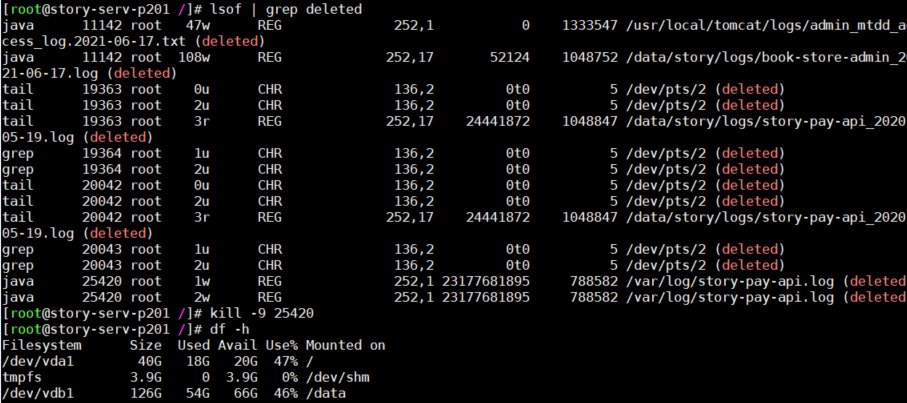 [root@story-serv-p201 /]# lsof | grep deleted
java 11142 root 47w REG 252,1 0 1333547 /usr/local/tomcat/logs/admin_mtdd_ac
cess_log.2021-06-17.txt (deleted)
java 11142 root 108w REG 252,17 52124 1048752 /data/story/logs/book-store-admin_20
21-06-17.log (deleted)
tail 19363 root 0u CHR 136,2 0t0 5 /dev/pts/2 (deleted)
tail 19363 root 2u CHR 136,2 0t0 5 /dev/pts/2 (deleted)
tail 19363 root 3r REG 252,17 24441872 1048847 /data/story/logs/story-pay-api_2020
05-19.log (deleted)
grep 19364 root 1u CHR 136,2 0t0 5 /dev/pts/2 (deleted)
grep 19364 root 2u CHR 136,2 0t0 5 /dev/pts/2 (deleted)
tail 20042 root 0u CHR 136,2 0t0 5 /dev/pts/2 (deleted)
tail 20042 root 2u CHR 136,2 0t0 5 /dev/pts/2 (deleted)
tail 20042 root 3r REG 252,17 24441872 1048847 /data/story/logs/story-pay-api_2020
05-19.log (deleted)
grep 20043 root 1u CHR 136,2 0t0 5 /dev/pts/2 (deleted)
grep 20043 root 2u CHR 136,2 0t0 5 /dev/pts/2 (deleted)
java 25420 root 1w REG 252,1 23177681895 788582 /var/log/story-pay-api.log (deleted
java 25420 root 2w REG 252,1 23177681895 788582 /var/log/story-pay-api.log (deleted
[root@story-serv-p201 /]# kill -9 25420
[root@story-serv-p201 /]# df -h
Filesystem Size Used Avail Use% Mounted on
/dev/vda1 40G 18G 20G 47% /
tmpfs 3.9G 0 3.9G 0% /dev/shm
/dev/vdb1 126G 54G 66G 46% /data